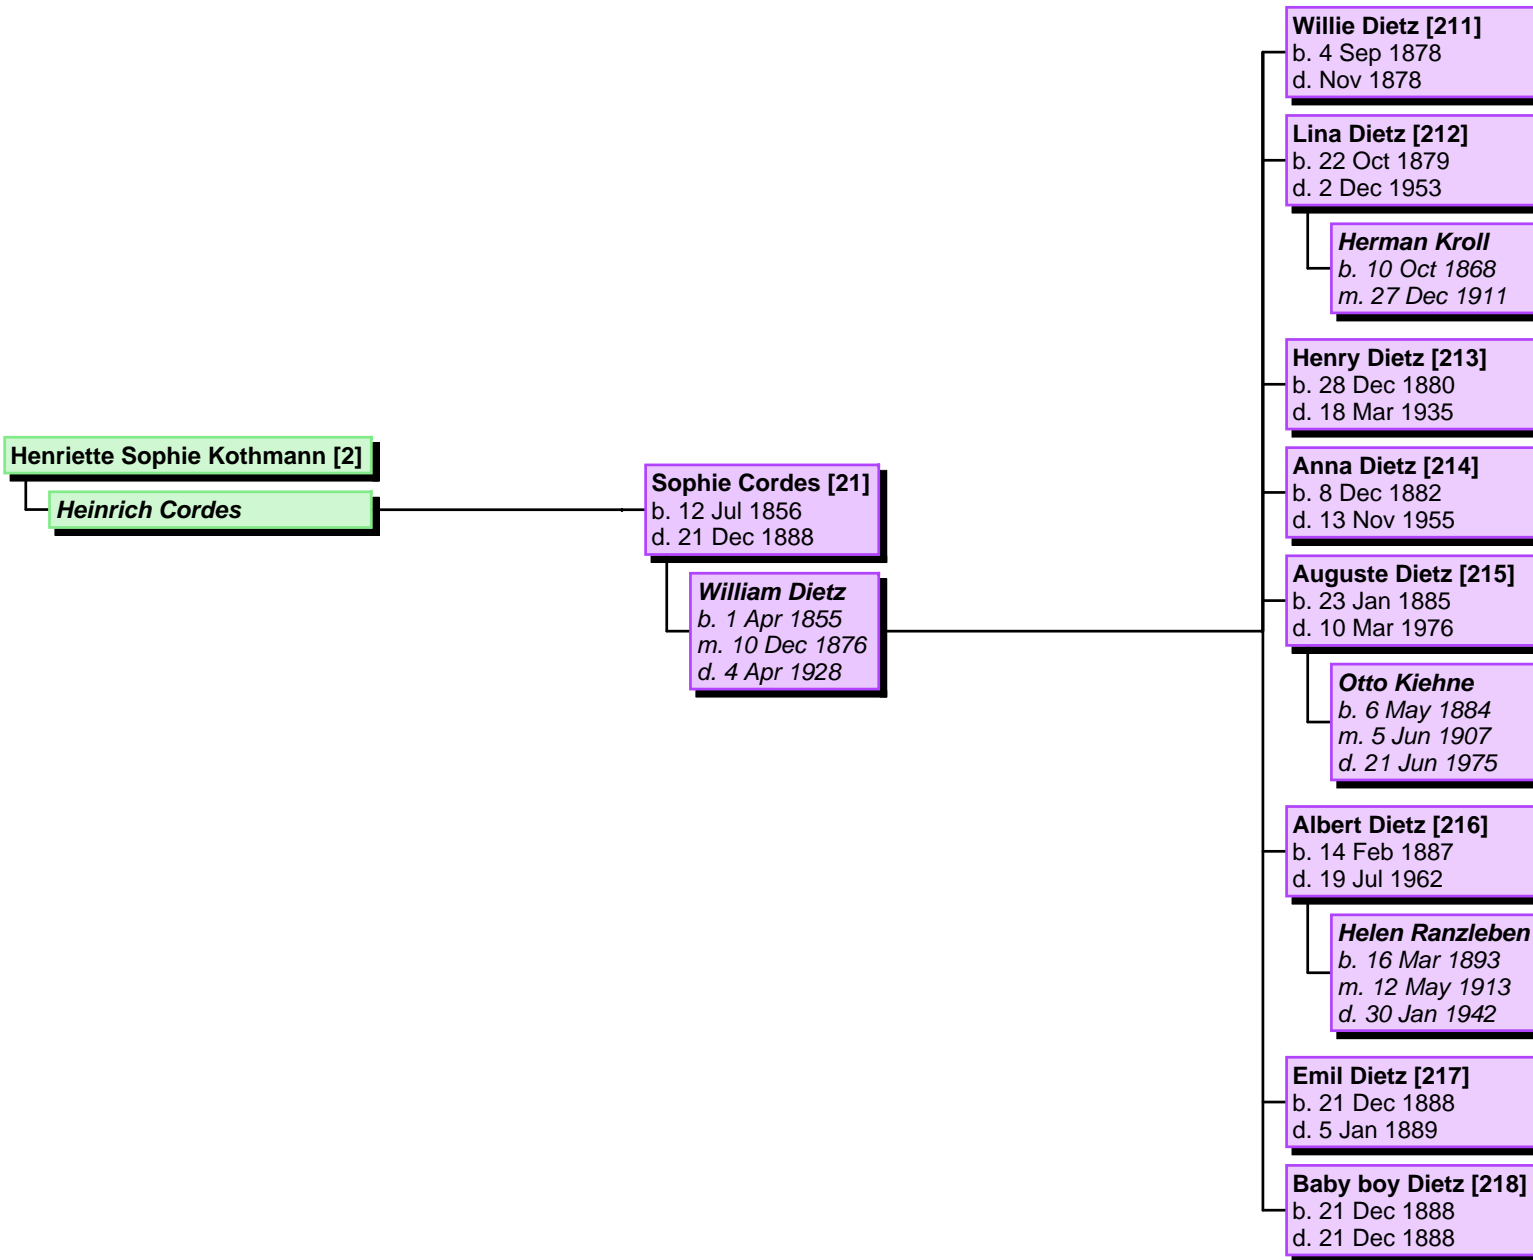 Henriette Sophie Kothmann [2]
Heinrich Cordes
Sophie Cordes [21]
b. 12 Jul 1856
d. 21 Dec 1888
William Dietz
b. 1 Apr 1855
m. 10 Dec 1876
d. 4 Apr 1928
Willie Dietz [211]
b. 4 Sep 1878
d. Nov 1878
Lina Dietz [212]
b. 22 Oct 1879
d. 2 Dec 1953
Herman Kroll
b. 10 Oct 1868
m. 27 Dec 1911
Henry Dietz [213]
b. 28 Dec 1880
d. 18 Mar 1935
Anna Dietz [214]
b. 8 Dec 1882
d. 13 Nov 1955
Auguste Dietz [215]
b. 23 Jan 1885
d. 10 Mar 1976
Otto Kiehne
b. 6 May 1884
m. 5 Jun 1907
d. 21 Jun 1975
Albert Dietz [216]
b. 14 Feb 1887
d. 19 Jul 1962
Helen Ranzleben
b. 16 Mar 1893
m. 12 May 1913
d. 30 Jan 1942
Emil Dietz [217]
b. 21 Dec 1888
d. 5 Jan 1889
Baby boy Dietz [218]
b. 21 Dec 1888
d. 21 Dec 1888